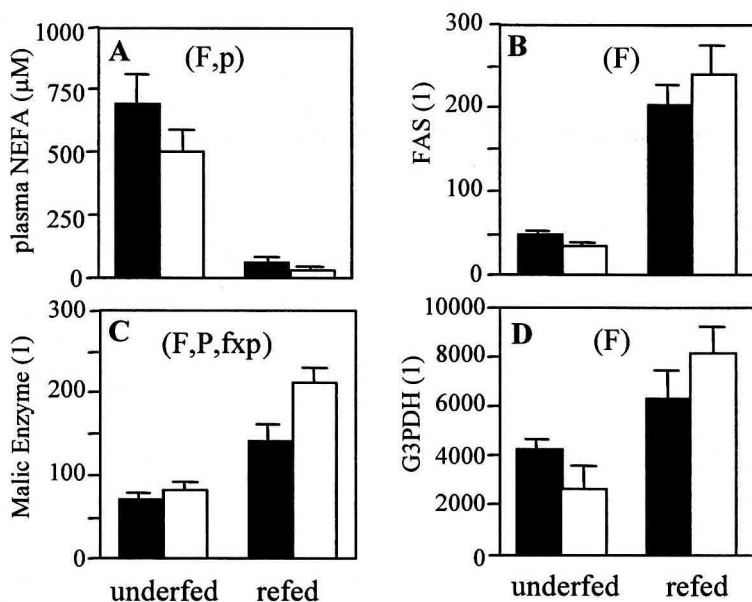 A
(F,p)
plasma NEFA (µM)
1000
750
500
250
0
B
(F)
FAS (1)
300
200
100
0
C
(F,P,fxp)
Malic Enzyme (1)
300
200
100
0
underfed refed
D
(F)
G3PDH (1)
10000
8000
6000
4000
2000
0
underfed refed